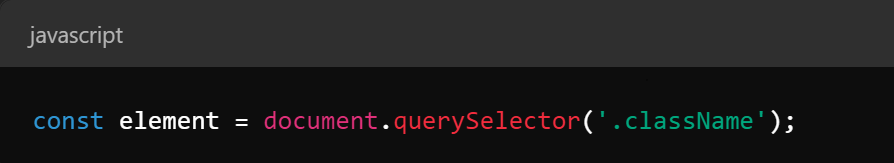 javascript
const element = document.querySelector('.className');